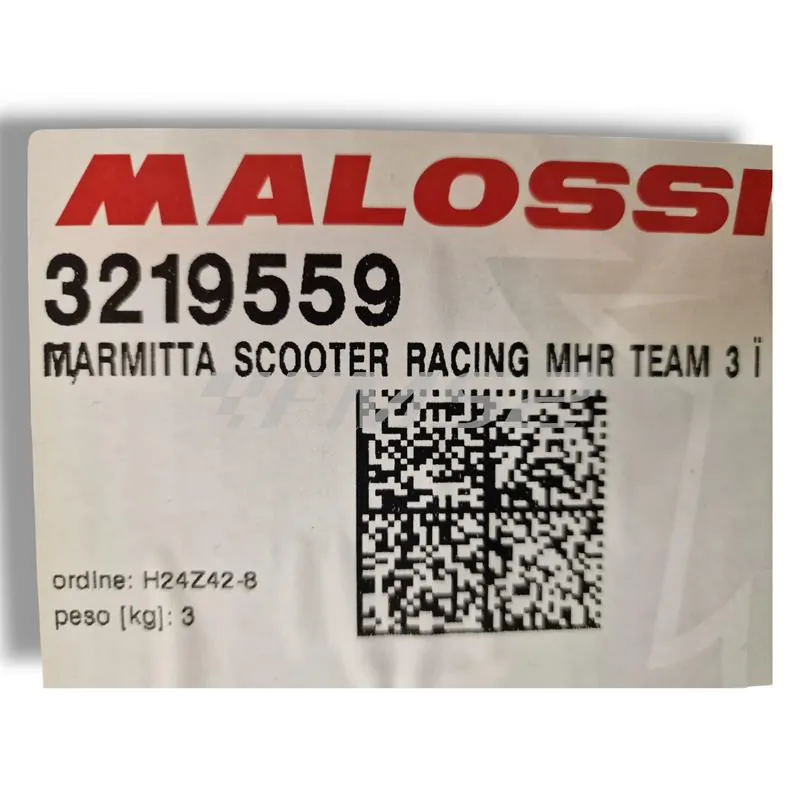 MALOSSI
3219559
MARMITTA SCOOTER RACING MHR TEAM 3 Ï
ordine: H24Z42-8
peso [kg]: 3